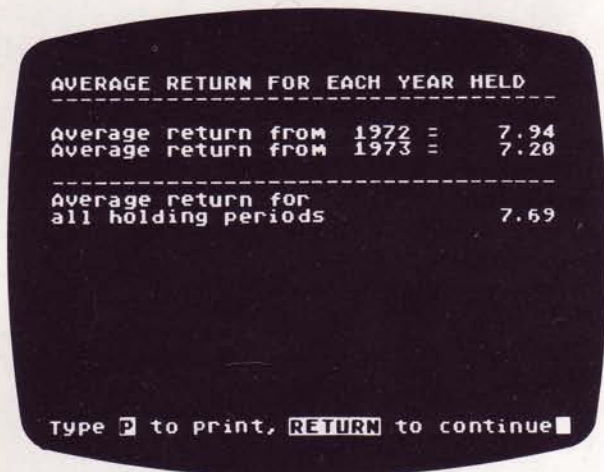 AVERAGE RETURN FOR EACH YEAR HELD
Average return from 1972 = 7.94
Average return from 1973 = 7.20
Average return for
all holding periods 7.69
Type P to Print, RETURN to continue